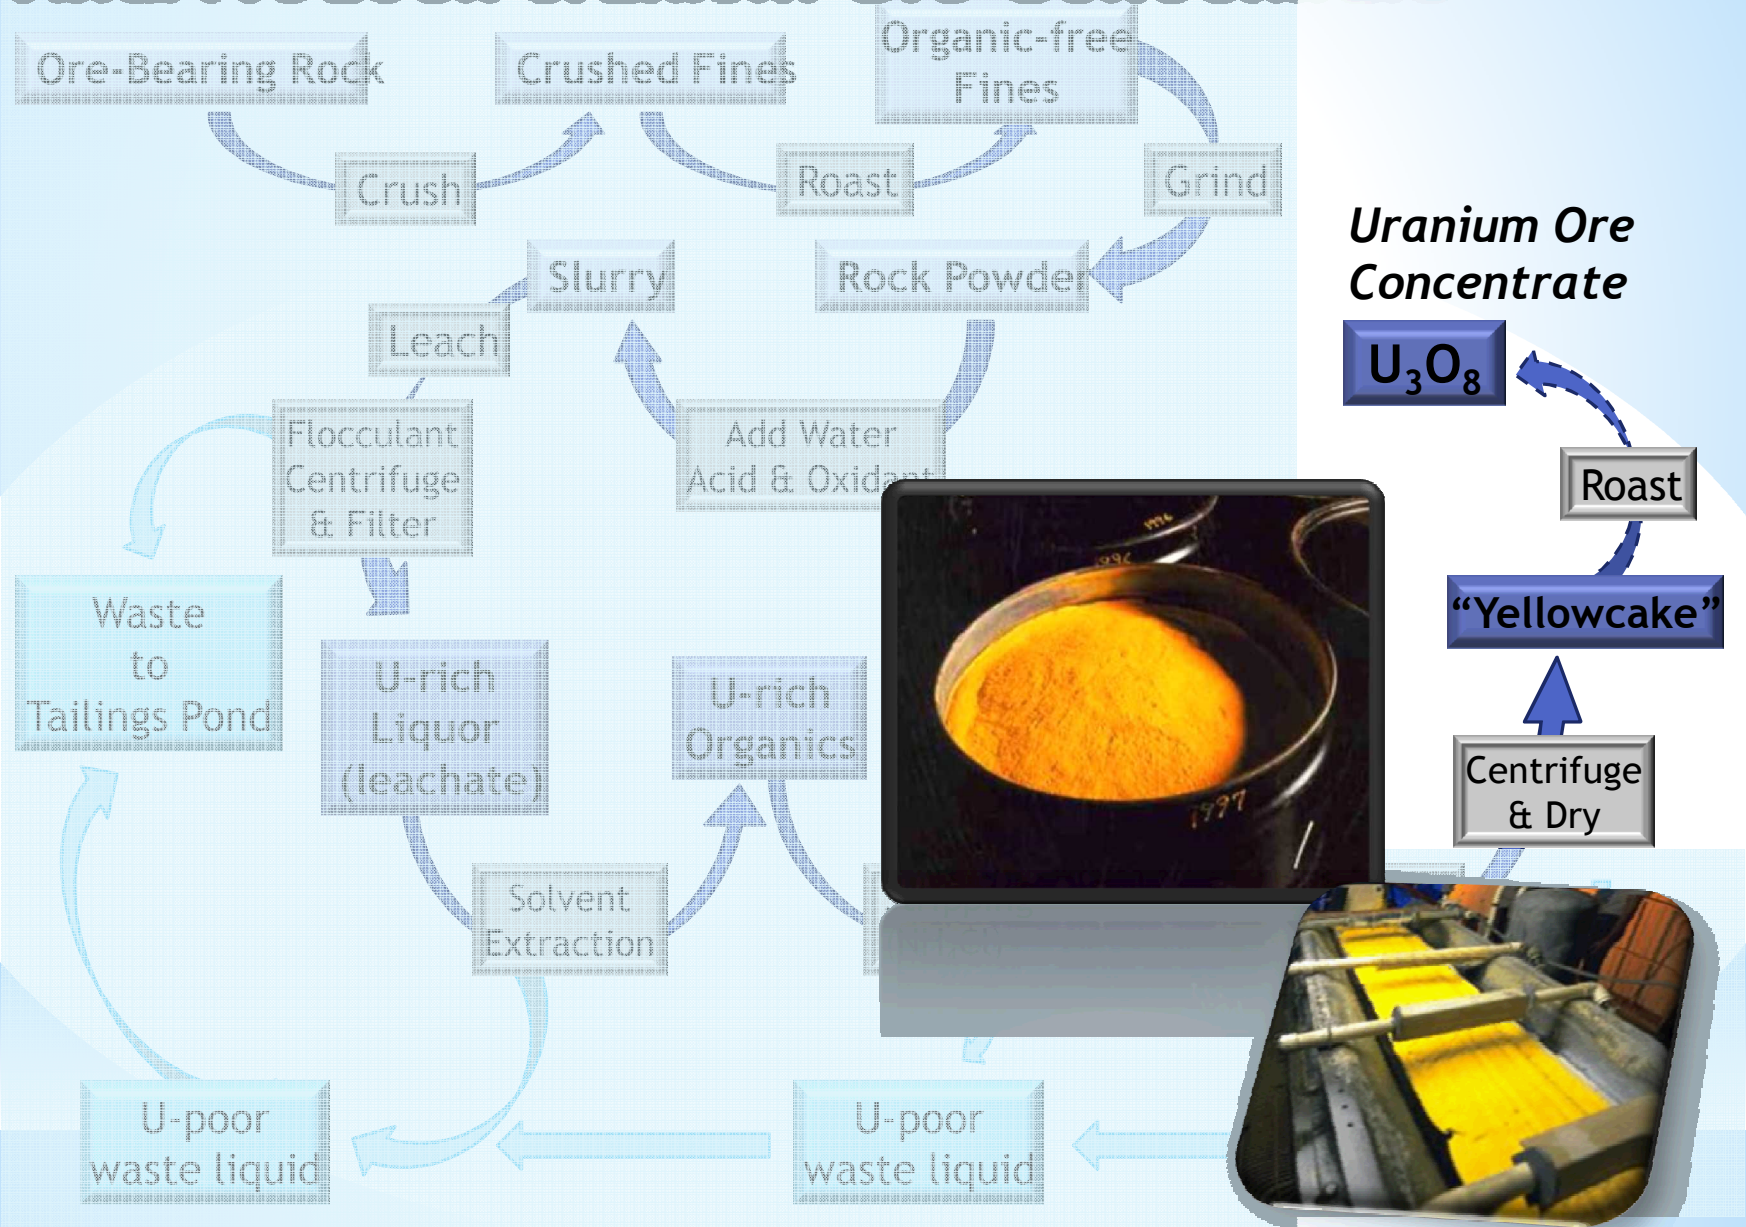 Ore-Bearing Rock
Crushed Fines
Organic-free
Fines
Crush
Roast
Grind
Uranium Ore
Concentrate
Slurry
Rock Powder
Leach
U₃O₈
Flocculant
Centrifuge
& Filter
Add Water
Acid & Oxidant
Roast
1996
Waste
to
Tailings Pond
"Yellowcake"
U-rich
Liquor
(leachate)
U-rich
Organics
Centrifuge
& Dry
1997
Solvent
Extraction
U-poor
waste liquid
U-poor
waste liquid